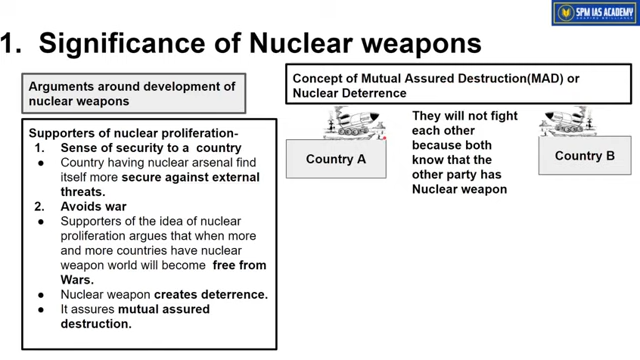 SPM IAS ACADEMY
1. Significance of Nuclear weapons
Arguments around development of
nuclear weapons
Supporters of nuclear proliferation-
1. Sense of security to a country
● Country having nuclear arsenal find
itself more secure against external
threats.
2. Avoids war
● Supporters of the idea of nuclear
proliferation argues that when more
and more countries have nuclear
weapon world will become free from
Wars.
● Nuclear weapon creates deterrence.
● It assures mutual assured
destruction.
Concept of Mutual Assured Destruction(MAD) or
Nuclear Deterrence
Country A
They will not fight
each other
because both
know that the
other party has
Nuclear weapon
Country B